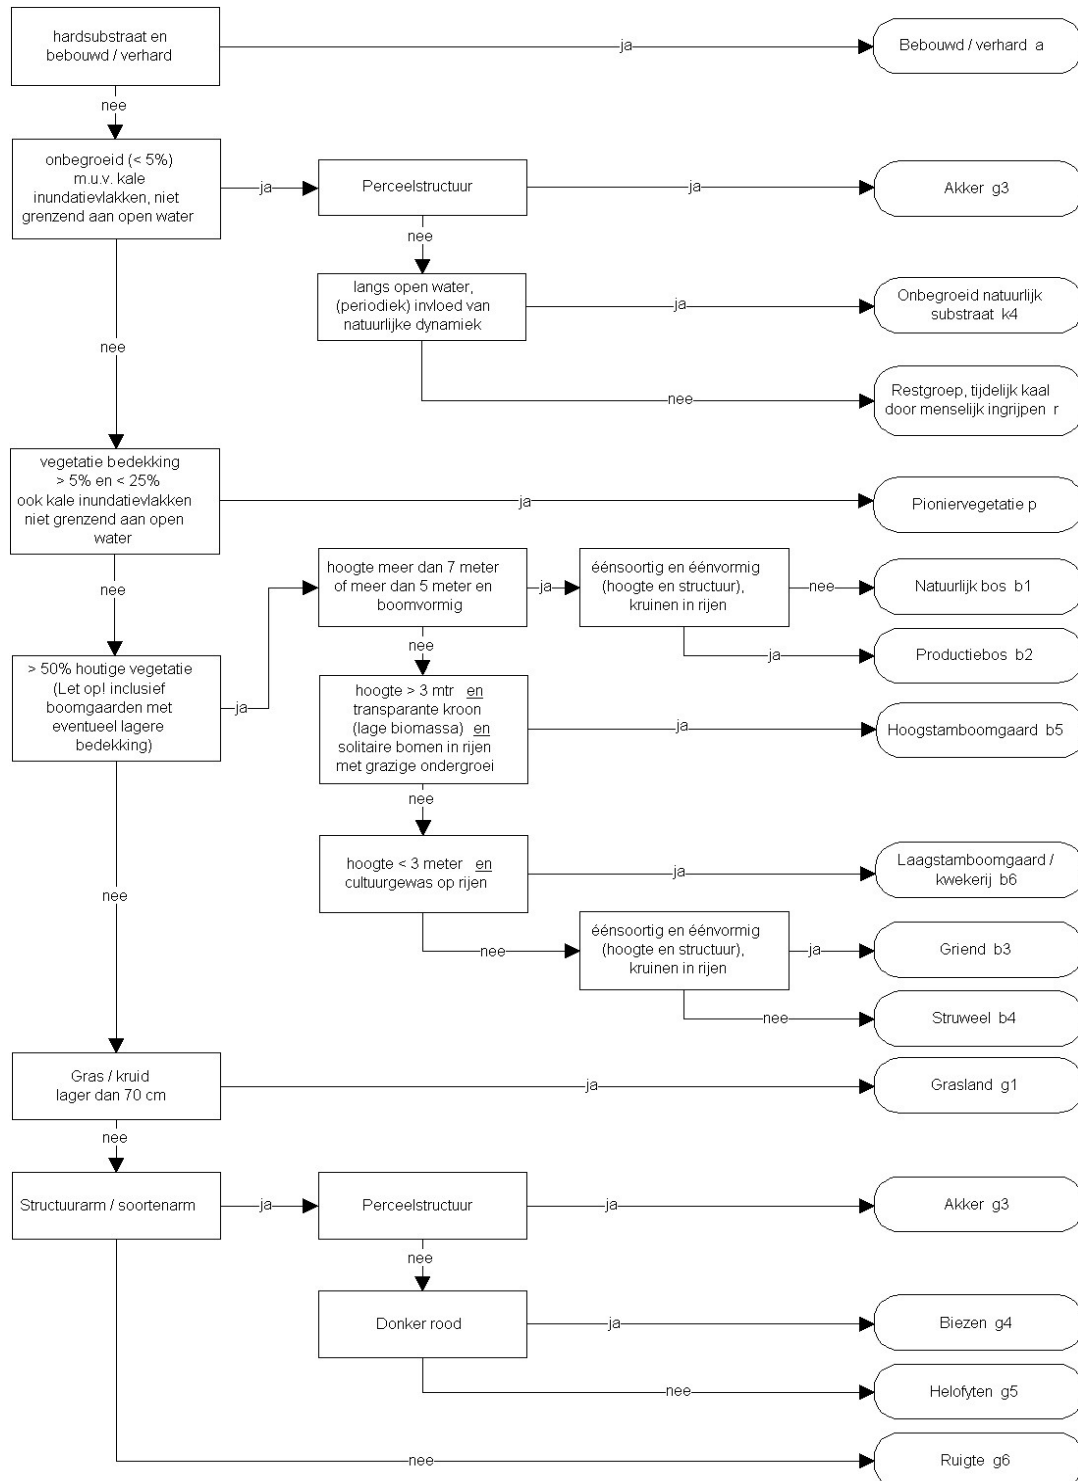 hardsubstraat en
bebouwd / verhard
ja
Bebouwd / verhard a
nee
onbegroeid (< 5%)
m.u.v. kale
inundatievlakken, niet
grenzend aan open water
ja
Perceelstructuur
ja
Akker g3
nee
langs open water,
(periodiek) invloed van
natuurlijke dynamiek
ja
Onbegroeid natuurlijk
substraat k4
nee
nee
Restgroep, tijdelijk kaal
door menselijk ingrijpen r
vegetatie bedekking
> 5% en < 25%
ook kale inundatievlakken
niet grenzend aan open
water
ja
Pioniervegetatie p
nee
hoogte meer dan 7 meter
of meer dan 5 meter en
boomvormig
ja
éénsoortig en éénvormig
(hoogte en structuur),
kruinen in rijen
nee
Natuurlijk bos b1
ja
Productiebos b2
nee
> 50% houtige vegetatie
(Let op! inclusief
boomgaarden met
eventueel lagere
bedekking)
ja
hoogte > 3 mtr en
transparante kroon
(lage biomassa) en
solitaire bomen in rijen
met grazige ondergroei
ja
Hoogstamboomgaard b5
nee
hoogte < 3 meter en
cultuurgewas op rijen
ja
Laagstamboomgaard /
kwekerij b6
nee
nee
éénsoortig en éénvormig
(hoogte en structuur),
kruinen in rijen
ja
Griend b3
nee
Struweel b4
Gras / kruid
lager dan 70 cm
ja
Grasland g1
nee
Structuurarm / soortenarm
ja
Perceelstructuur
ja
Akker g3
nee
Donker rood
ja
Biezen g4
nee
Helofyten g5
nee
Ruigte g6